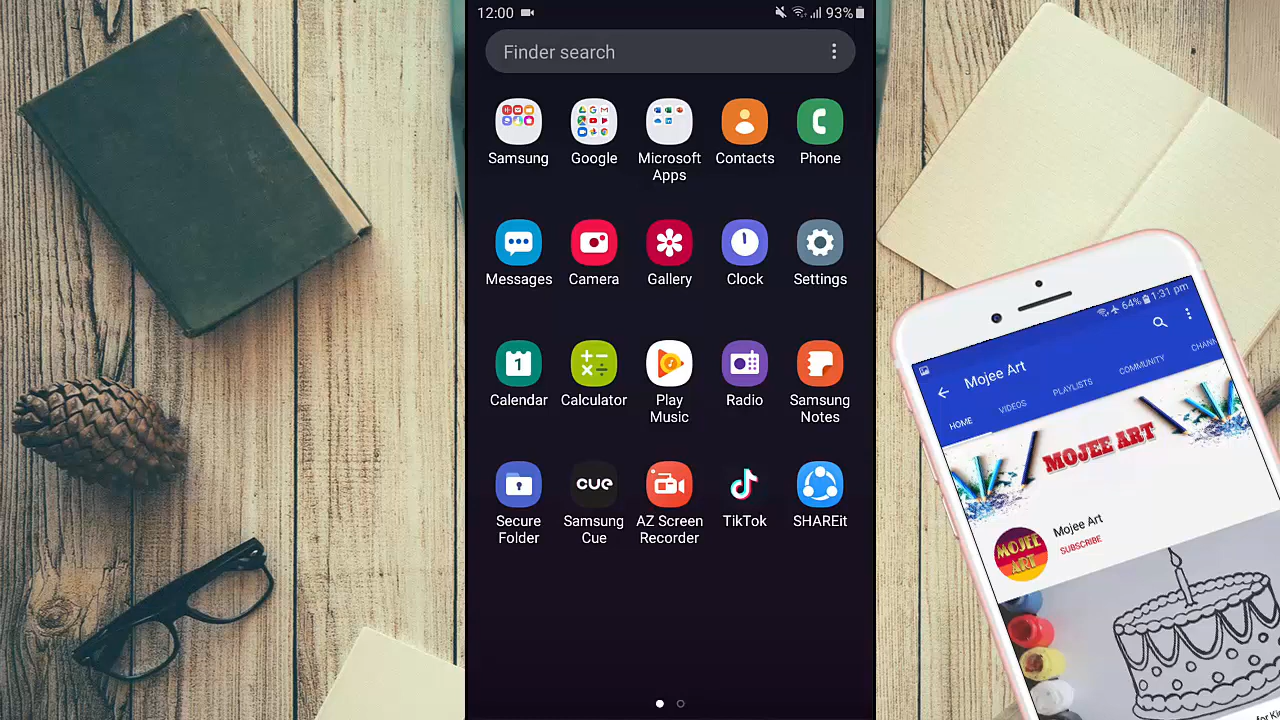 12:00
93%
Finder search
Samsung
Google
Microsoft Apps
Contacts
Phone
Messages
Camera
Gallery
Clock
Settings
1
Calendar
Calculator
Play Music
Radio
Samsung Notes
Secure Folder
cue
Samsung Cue
AZ Screen Recorder
TikTok
SHAREit
64% 1:31 pm
Mojee Art
HOME
VIDEOS
PLAYLISTS
COMMUNITY
CHANN
MOJEE ART
MOJEE ART
Mojee Art
SUBSCRIBE